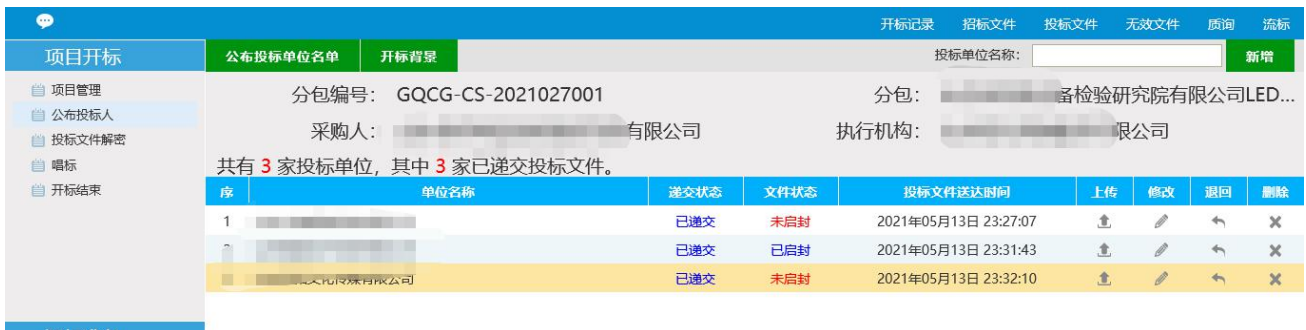 开标记录 招标文件 投标文件 无效文件 质询 流标
项目开标
公布投标单位名单 开标背景 投标单位名称： 新增
项目管理
公布投标人
投标文件解密
唱标
开标结束
分包编号： GQCG-CS-2021027001 分包： 备检验研究院有限公司LED...
采购人： 有限公司 执行机构： 限公司
共有 3 家投标单位，其中 3 家已递交投标文件。
序 单位名称 递交状态 文件状态 投标文件送达时间 上传 修改 退回 删除
1 已递交 未启封 2021年05月13日 23:27:07
已递交 已启封 2021年05月13日 23:31:43
文化传媒有限公司 已递交 未启封 2021年05月13日 23:32:10